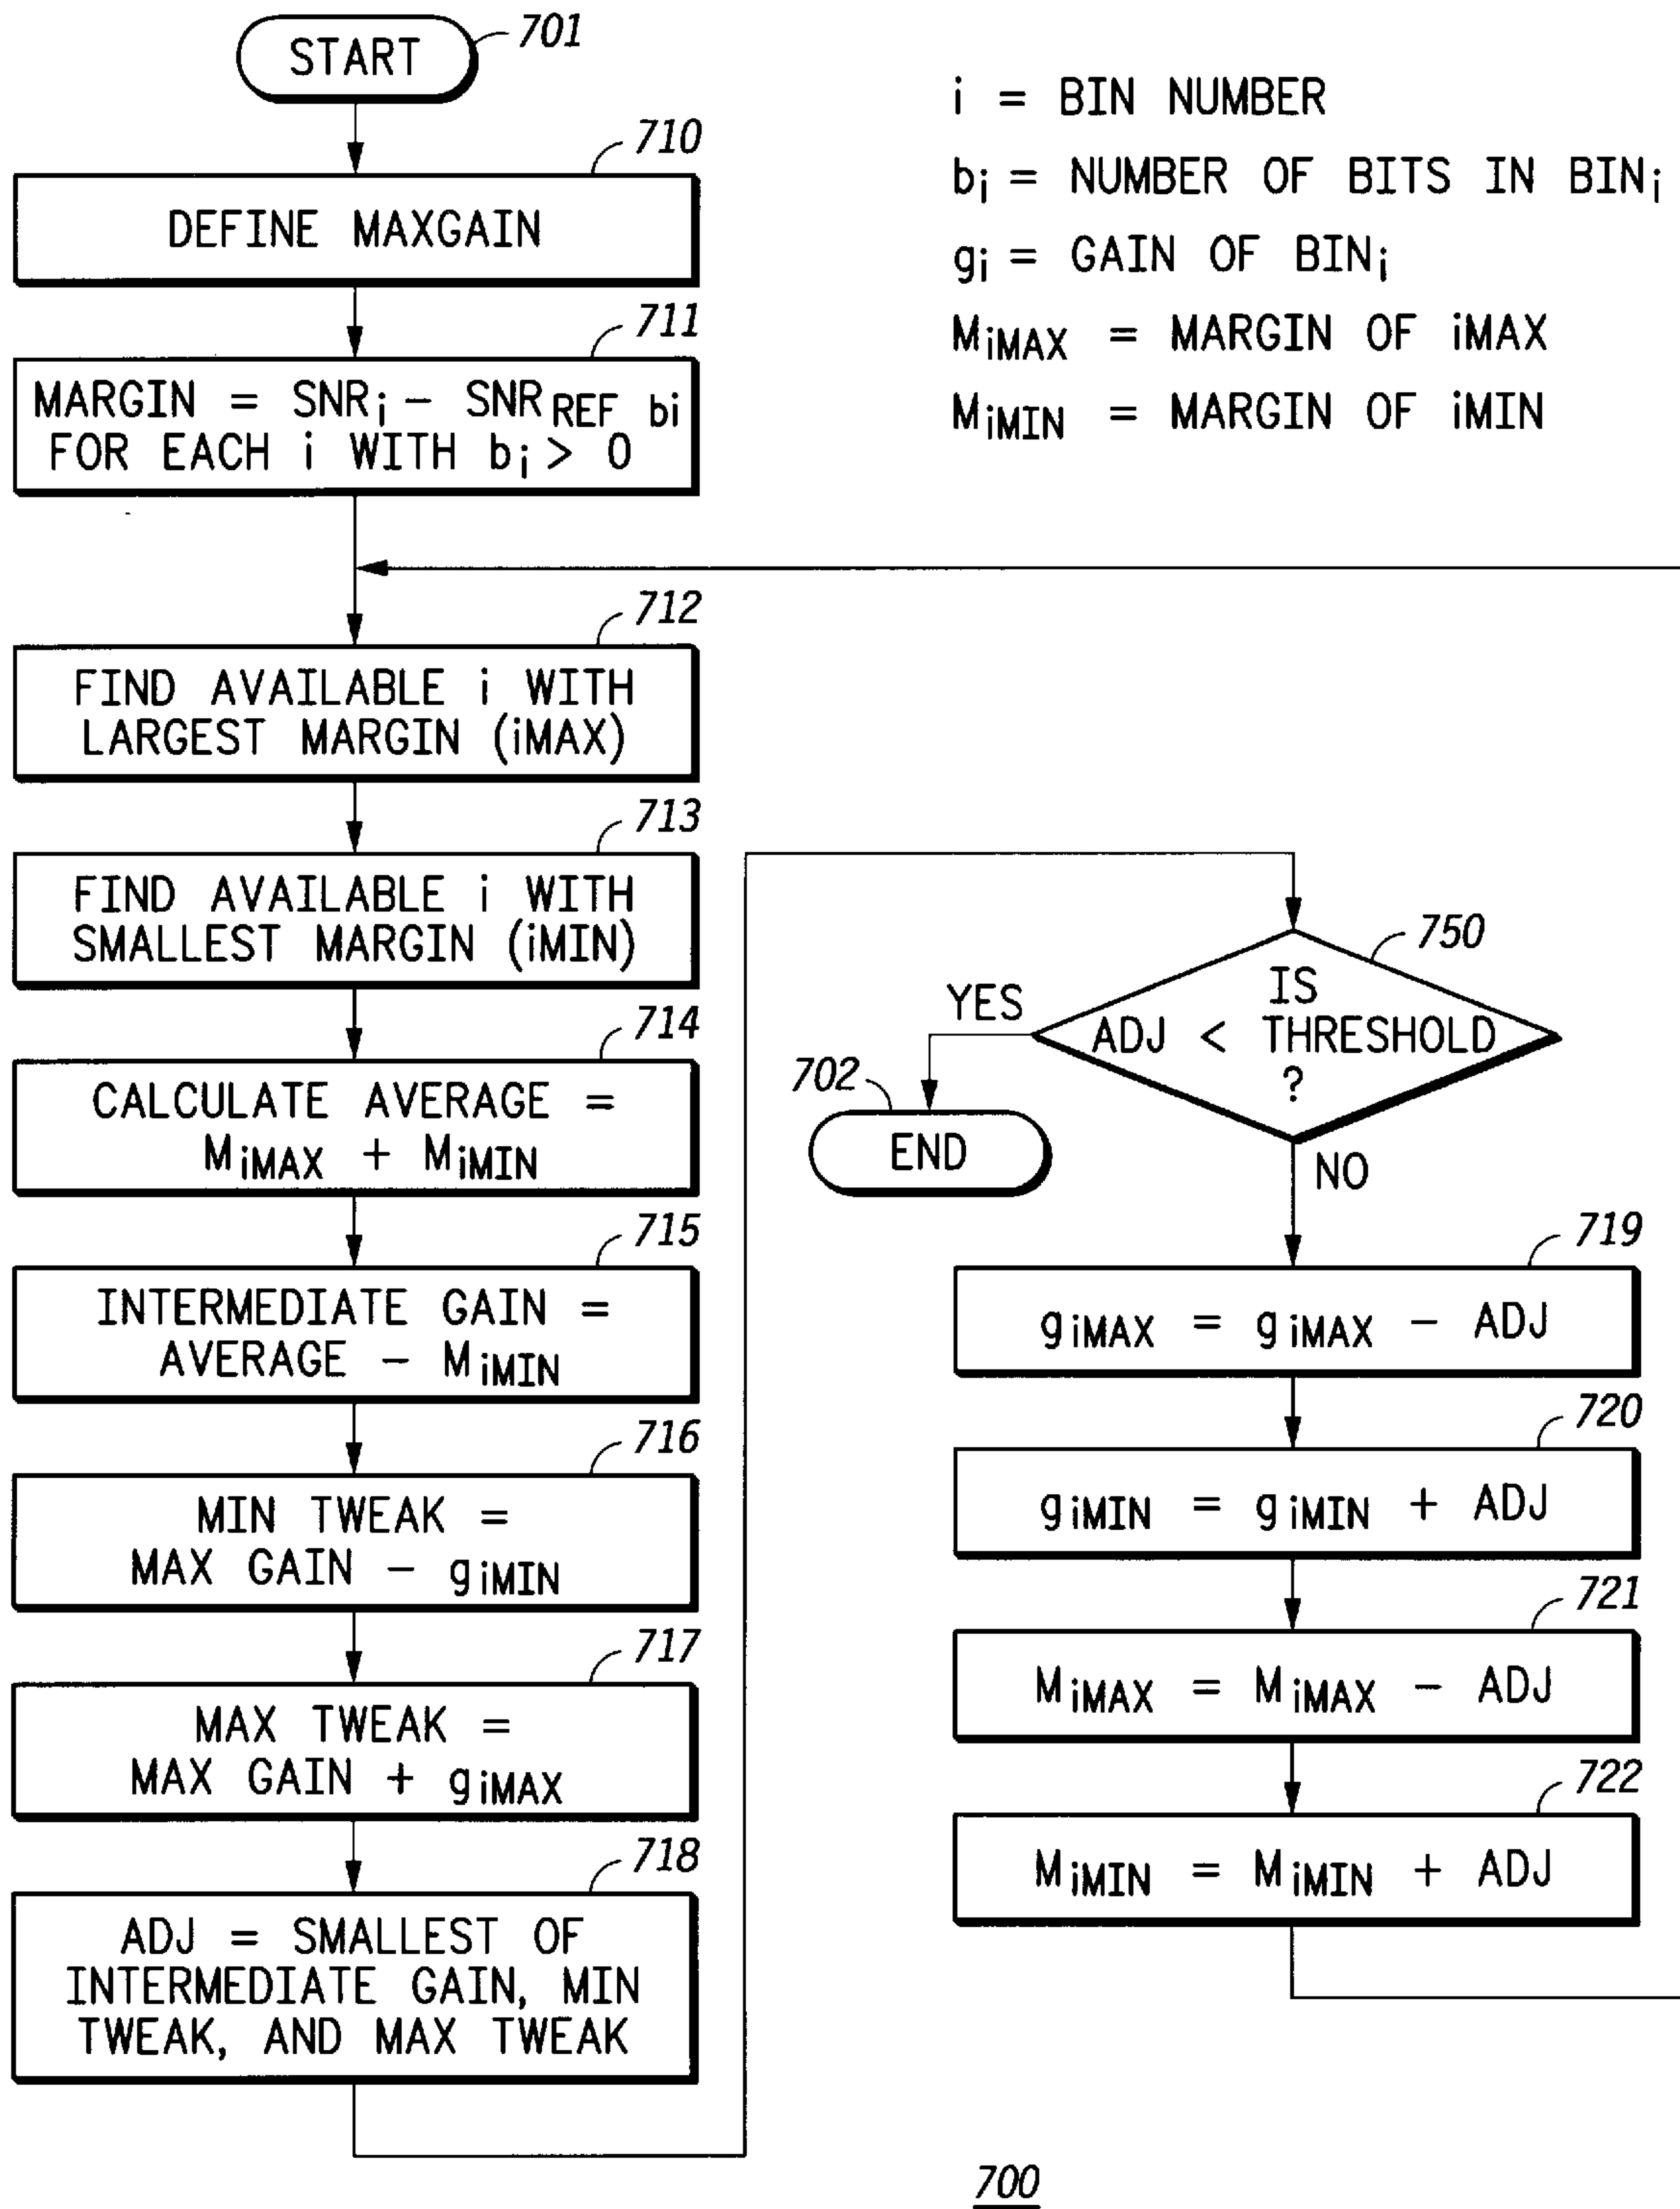 START
701
710
DEFINE MAXGAIN
711
MARGIN = SNRi - SNRREF bi
FOR EACH i WITH bi > 0
712
FIND AVAILABLE i WITH
LARGEST MARGIN (iMAX)
713
FIND AVAILABLE i WITH
SMALLEST MARGIN (iMIN)
714
CALCULATE AVERAGE =
MiMAX + MiMIN
715
INTERMEDIATE GAIN =
AVERAGE - MiMIN
716
MIN TWEAK =
MAX GAIN - giMIN
717
MAX TWEAK =
MAX GAIN + giMAX
718
ADJ = SMALLEST OF
INTERMEDIATE GAIN, MIN
TWEAK, AND MAX TWEAK
i = BIN NUMBER
bi = NUMBER OF BITS IN BINi
gi = GAIN OF BINi
MiMAX = MARGIN OF iMAX
MiMIN = MARGIN OF iMIN
750
IS
ADJ < THRESHOLD
?
YES
702
END
NO
719
giMAX = giMAX - ADJ
720
giMIN = giMIN + ADJ
721
MiMAX = MiMAX - ADJ
722
MiMIN = MiMIN + ADJ
700